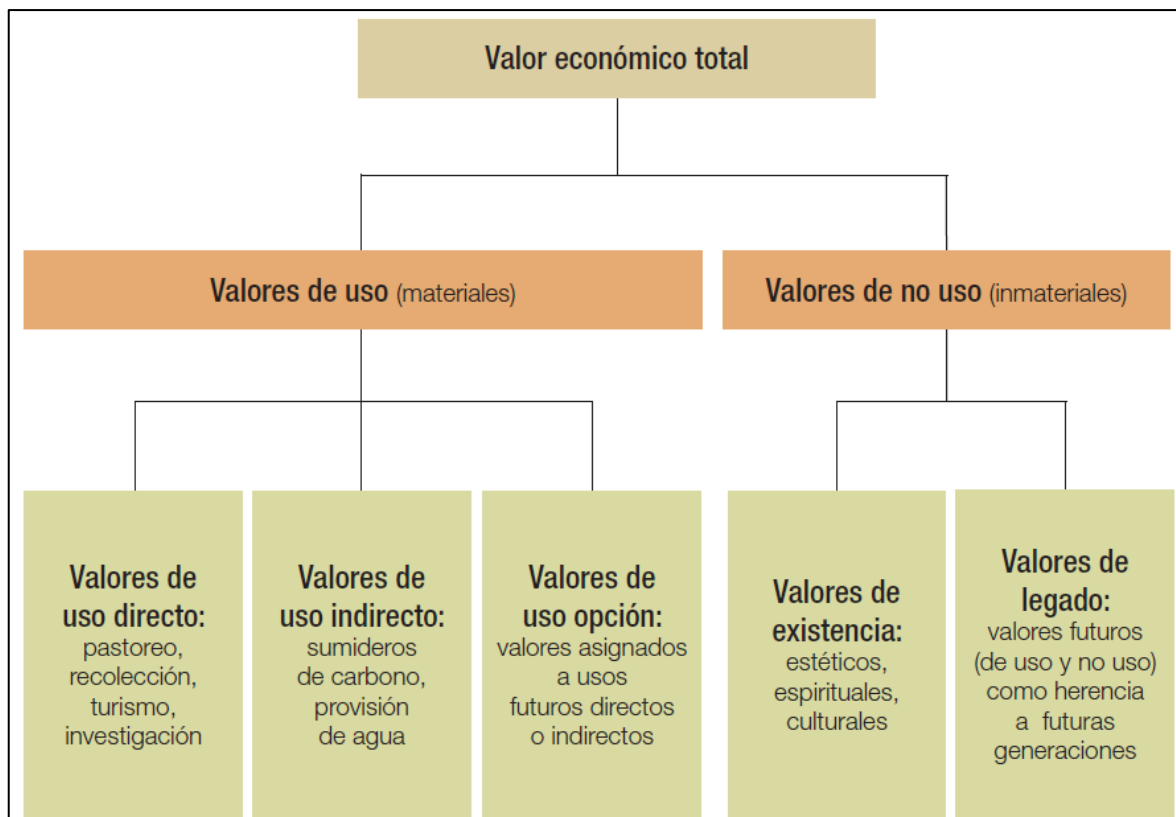 Valor económico total
Valores de uso (materiales)
Valores de no uso (inmateriales)
Valores de
uso directo:
pastoreo,
recolección,
turismo,
investigación
Valores de
uso indirecto:
sumideros
de carbono,
provisión
de agua
Valores de
uso opción:
valores asignados
a usos
futuros directos
o indirectos
Valores de
existencia:
estéticos,
espirituales,
culturales
Valores de
legado:
valores futuros
(de uso y no uso)
como herencia
a futuras
generaciones